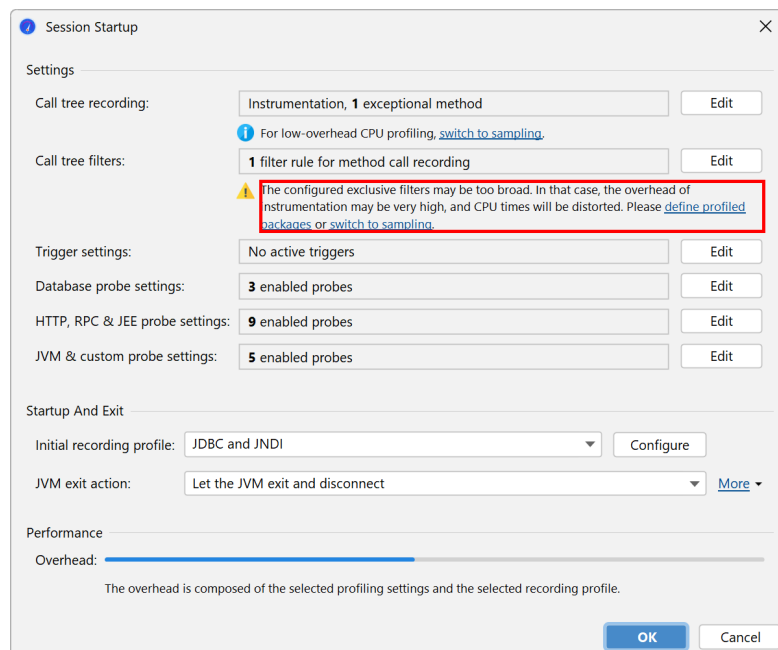 Session Startup
Settings
Call tree recording: Instrumentation, 1 exceptional method Edit
For low-overhead CPU profiling, switch to sampling.
Call tree filters: 1 filter rule for method call recording Edit
The configured exclusive filters may be too broad. In that case, the overhead of
instrumentation may be very high, and CPU times will be distorted. Please define profiled
packages or switch to sampling.
Trigger settings: No active triggers Edit
Database probe settings: 3 enabled probes Edit
HTTP, RPC & JEE probe settings: 9 enabled probes Edit
JVM & custom probe settings: 5 enabled probes Edit
Startup And Exit
Initial recording profile: JDBC and JNDI Configure
JVM exit action: Let the JVM exit and disconnect More
Performance
Overhead:
The overhead is composed of the selected profiling settings and the selected recording profile.
OK Cancel